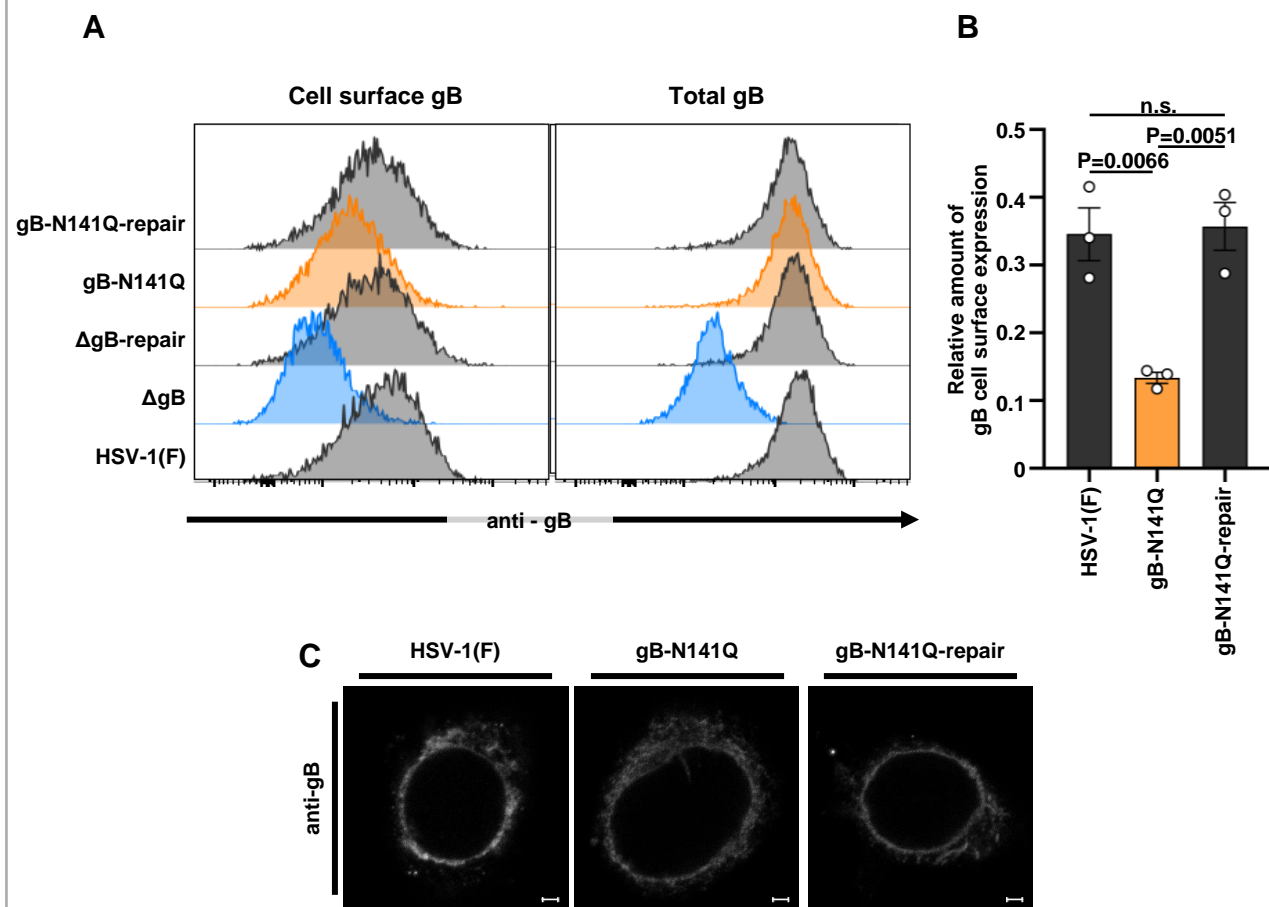 A
B
Cell surface gB
Total gB
gB-N141Q-repair
gB-N141Q
ΔgB-repair
ΔgB
HSV-1(F)
anti - gB
Relative amount of
gB cell surface expression
0.5
0.4
0.3
0.2
0.1
0
n.s.
P=0.0051
P=0.0066
HSV-1(F)
gB-N141Q
gB-N141Q-repair
C
HSV-1(F)
gB-N141Q
gB-N141Q-repair
anti-gB